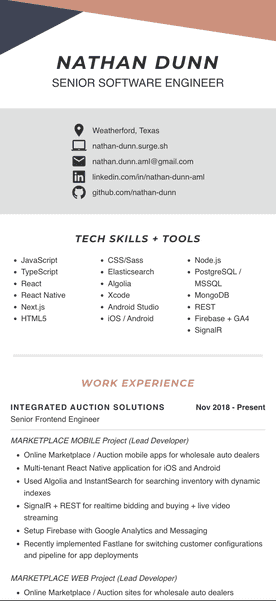 NATHAN DUNN
SENIOR SOFTWARE ENGINEER
Weatherford, Texas
nathan-dunn.surge.sh
nathan.dunn.aml@gmail.com
linkedin.com/in/nathan-dunn-aml
github.com/nathan-dunn
TECH SKILLS + TOOLS
• JavaScript
• TypeScript
• React
• React Native
• Next.js
• HTML5
• CSS/Sass
• Elasticsearch
• Algolia
• Xcode
• Android Studio
• iOS / Android
• Node.js
• PostgreSQL /
MSSQL
• MongoDB
• REST
• Firebase + GA4
• SignalR
WORK EXPERIENCE
INTEGRATED AUCTION SOLUTIONS Nov 2018 - Present
Senior Frontend Engineer
MARKETPLACE MOBILE Project (Lead Developer)
• Online Marketplace / Auction mobile apps for wholesale auto dealers
• Multi-tenant React Native application for iOS and Android
• Used Algolia and InstantSearch for searching inventory with dynamic
indexes
• SignalR + REST for realtime bidding and buying + live video
streaming
• Setup Firebase with Google Analytics and Messaging
• Recently implemented Fastlane for switching customer configurations
and pipeline for app deployments
MARKETPLACE WEB Project (Lead Developer)
• Online Marketplace / Auction sites for wholesale auto dealers